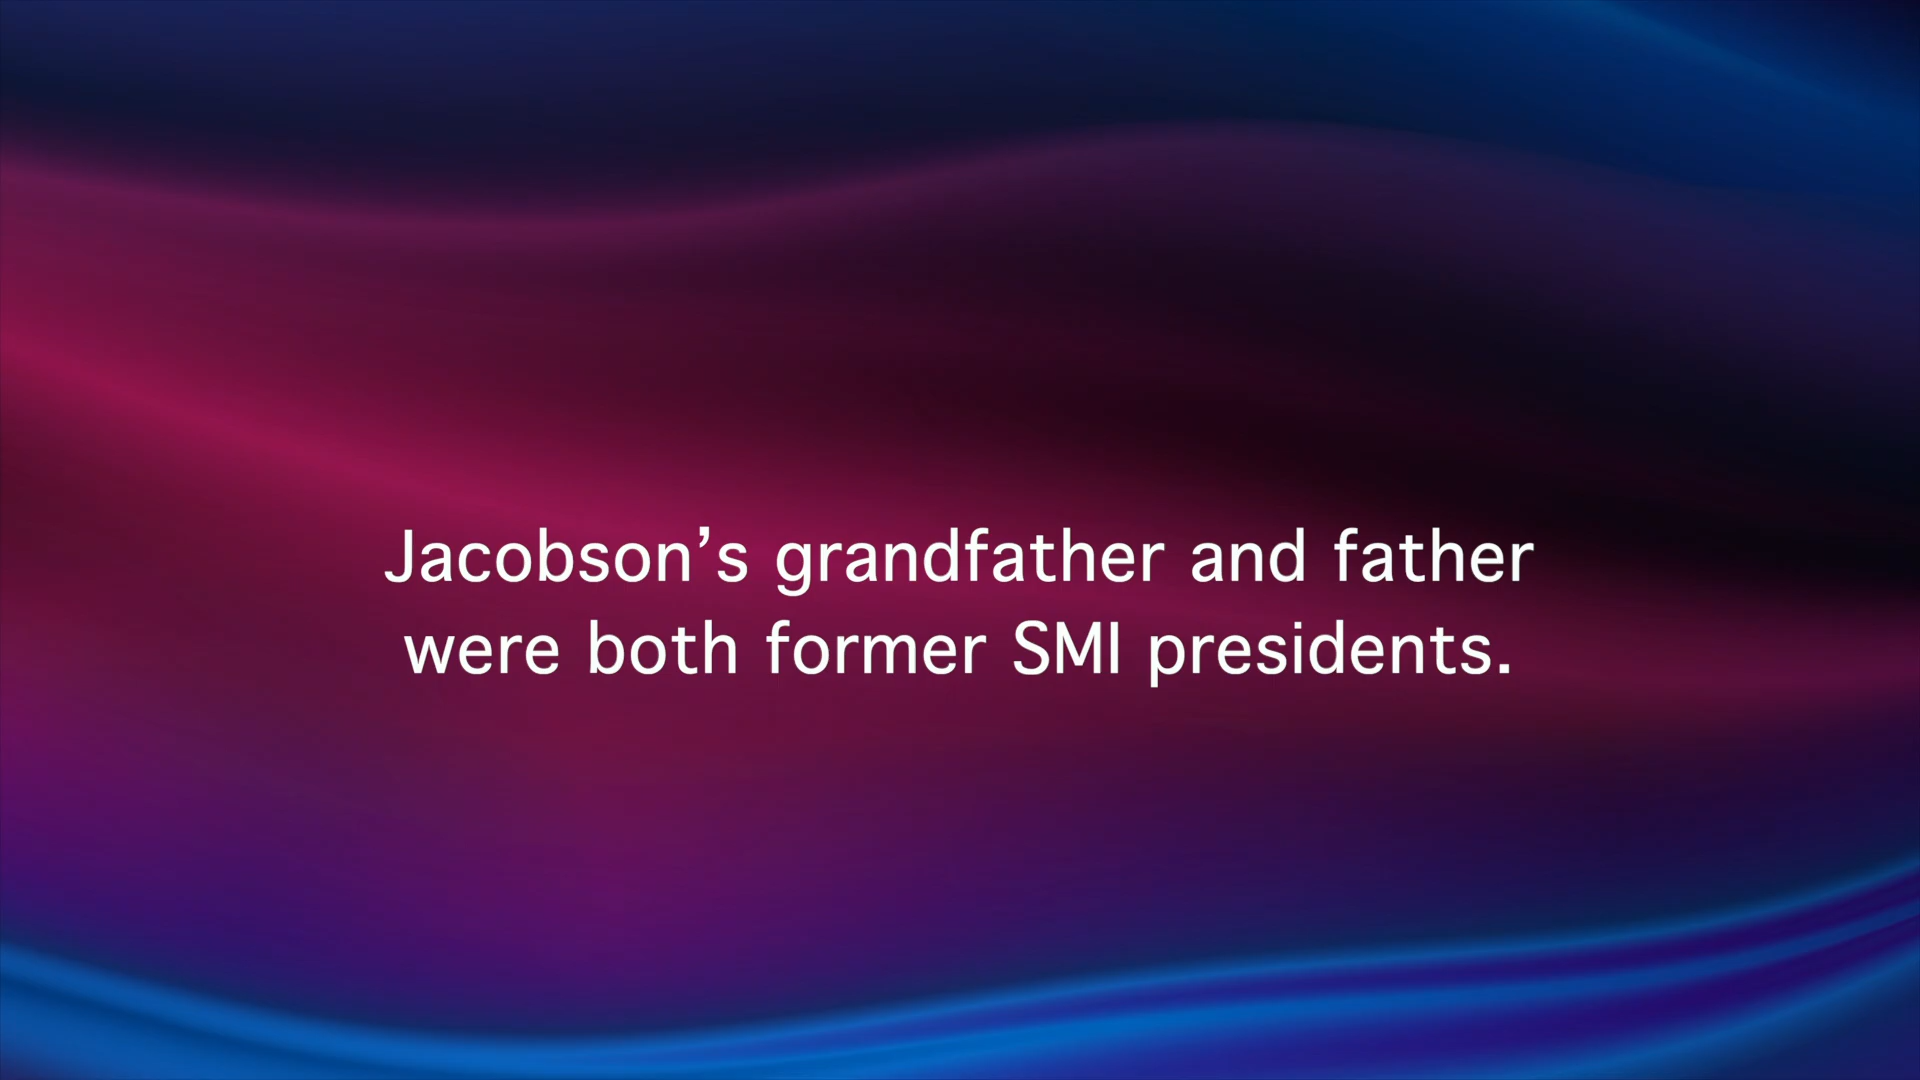 Jacobson’s grandfather and father
were both former SMI presidents.